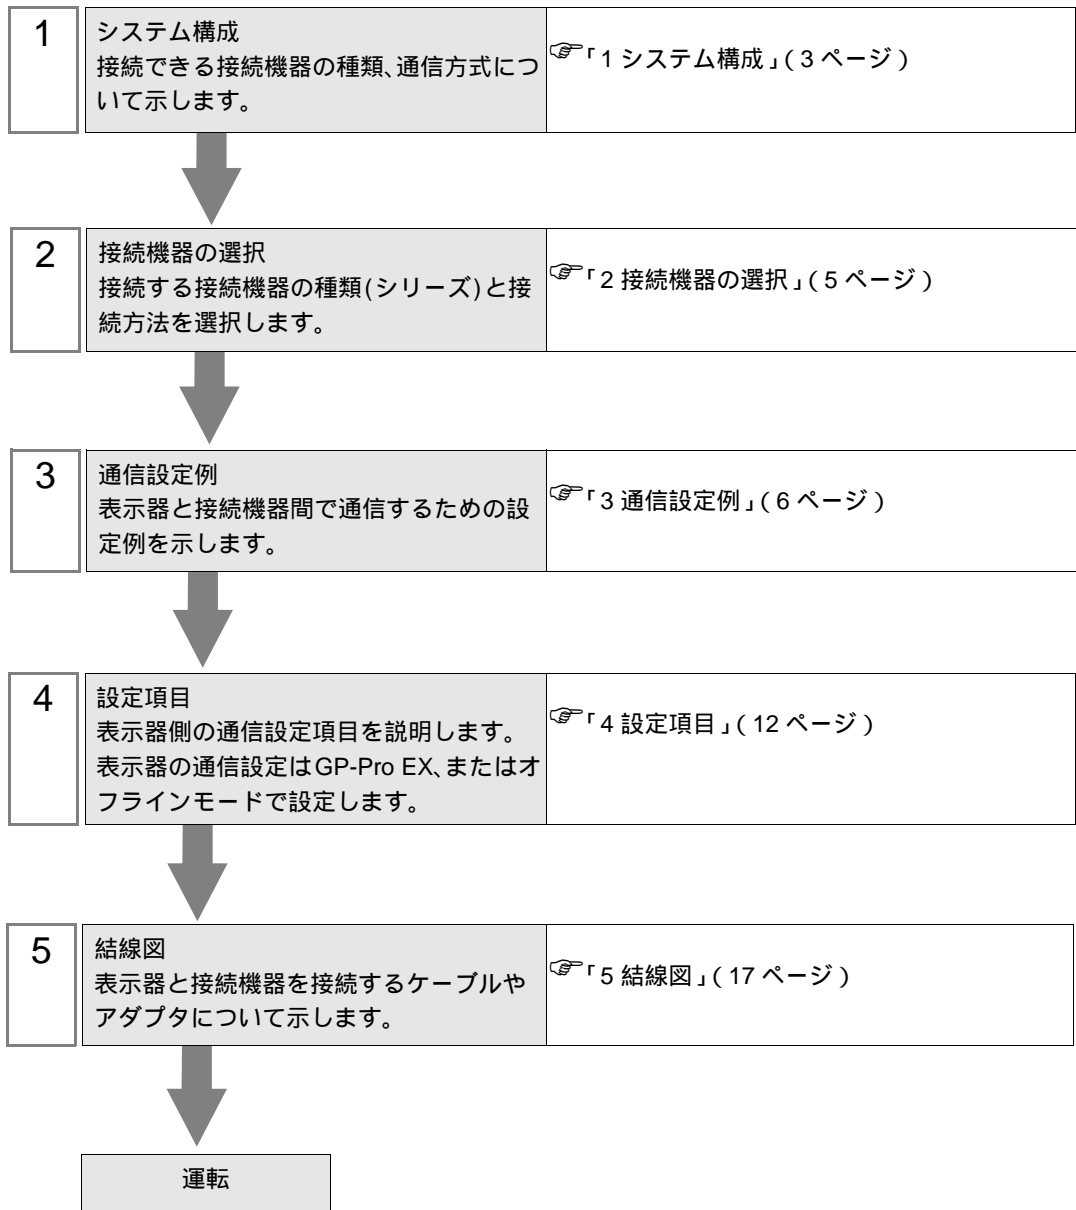 1
システム構成
接続できる接続機器の種類、通信方式につ
いて示します。
☞「1 システム構成」(3 ページ)
2
接続機器の選択
接続する接続機器の種類(シリーズ)と接
続方法を選択します。
☞「2 接続機器の選択」(5 ページ)
3
通信設定例
表示器と接続機器間で通信するための設
定例を示します。
☞「3 通信設定例」(6 ページ)
4
設定項目
表示器側の通信設定項目を説明します。
表示器の通信設定はGP-Pro EX、またはオ
フラインモードで設定します。
☞「4 設定項目」(12 ページ)
5
結線図
表示器と接続機器を接続するケーブルや
アダプタについて示します。
☞「5 結線図」(17 ページ)
運転